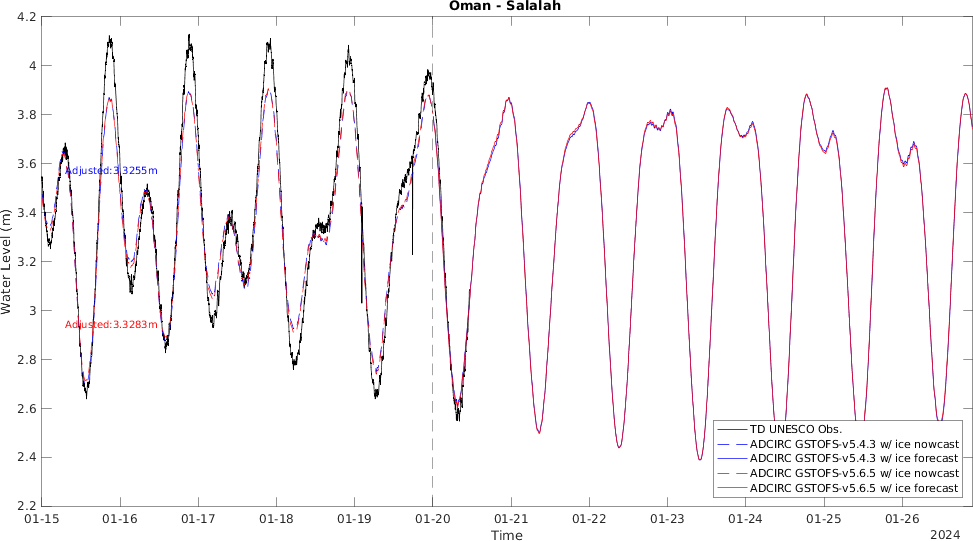 Oman - Salalah
4.2
4
3.8
3.6
3.4
3.2
3
2.8
2.6
2.4
2.2
Water Level (m)
Adjusted:3.3255m
Adjusted:3.3283m
TD UNESCO Obs.
ADCIRC GSTOFS-v5.4.3 w/ ice nowcast
ADCIRC GSTOFS-v5.4.3 w/ ice forecast
ADCIRC GSTOFS-v5.6.5 w/ ice nowcast
ADCIRC GSTOFS-v5.6.5 w/ ice forecast
01-15 01-16 01-17 01-18 01-19 01-20 01-21 01-22 01-23 01-24 01-25 01-26
Time
2024